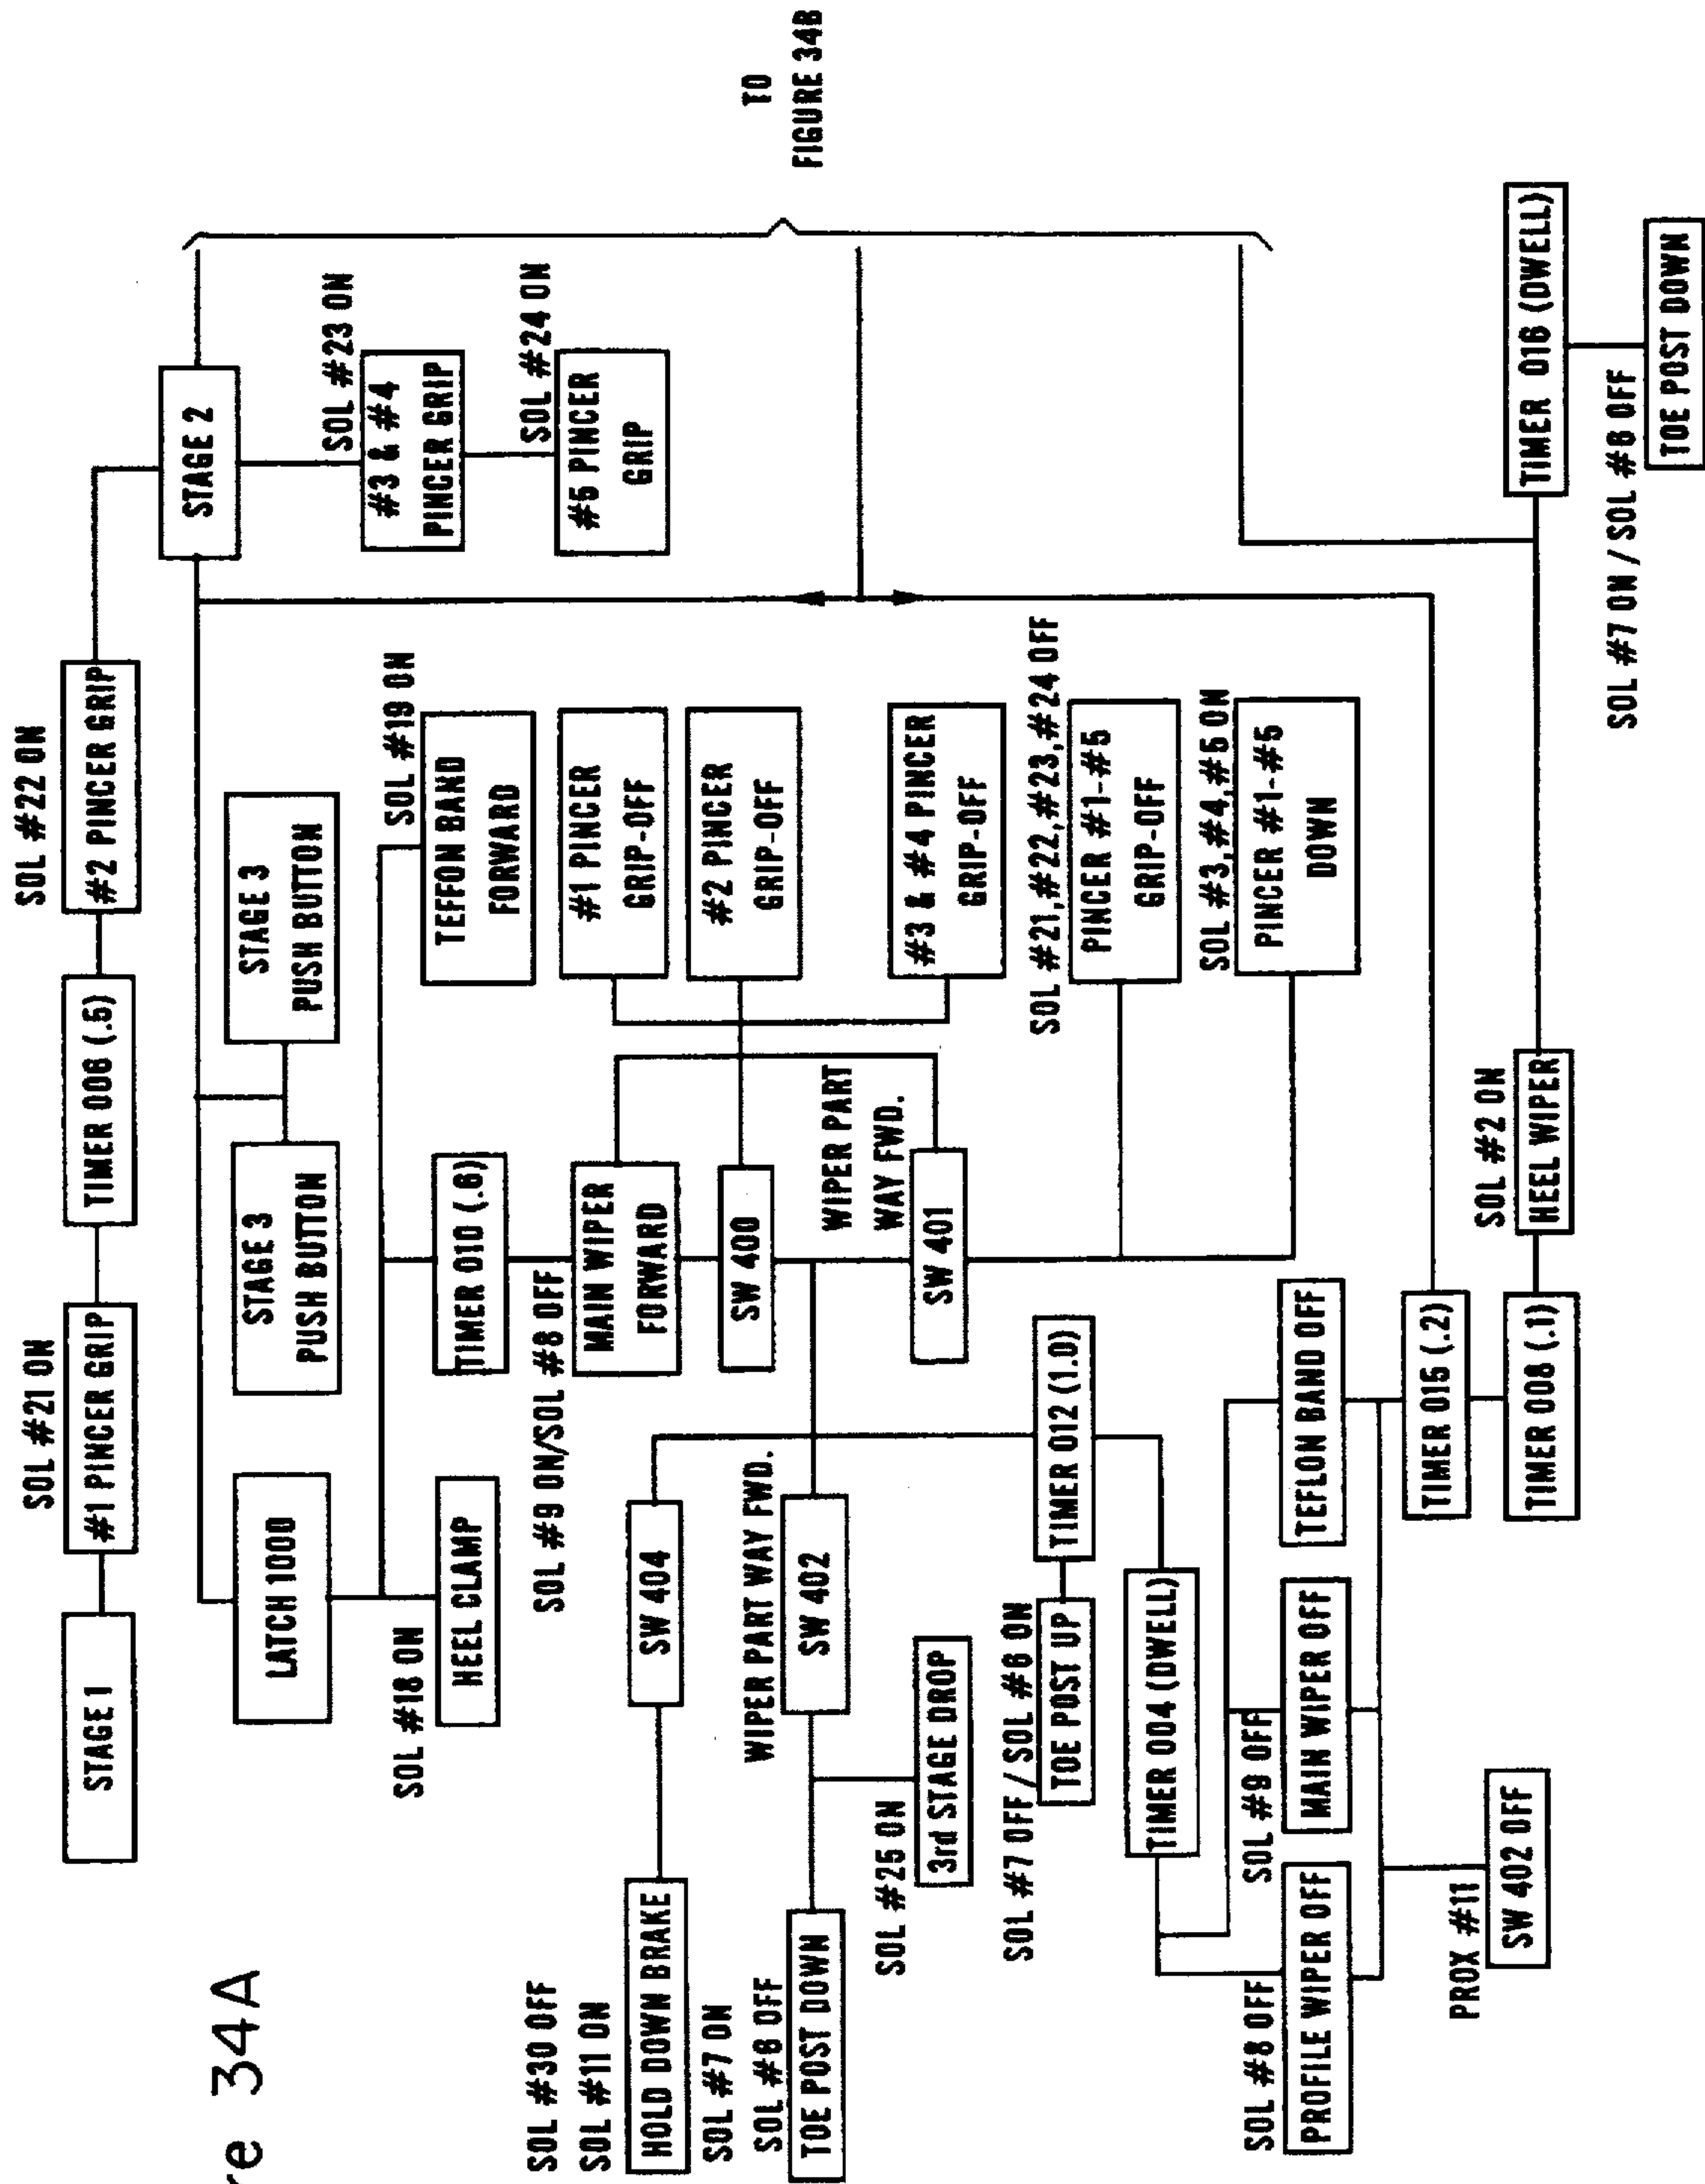 re 34A
SOL #21 ON
SOL #22 ON
STAGE 1
#1 PINCER GRIP
TIMER 006 (.5)
#2 PINCER GRIP
STAGE 2
LATCH 1000
STAGE 3
PUSH BUTTON
STAGE 3
PUSH BUTTON
SOL #23 ON
#3 & #4
PINCER GRIP
SOL #24 ON
#5 PINCER
GRIP
SOL #18 ON
HEEL CLAMP
TIMER 010 (.6)
SOL #19 ON
TEFFON BAND
FORWARD
SOL #9 ON/SOL #8 OFF
MAIN WIPER
FORWARD
#1 PINCER
GRIP-OFF
SOL #30 OFF
SOL #11 ON
HOLD DOWN BRAKE
SW 404
SW 400
#2 PINCER
GRIP-OFF
TO
FIGURE 34B
SOL #7 ON
SOL #6 OFF
TOE POST DOWN
WIPER PART WAY FWD.
SW 402
WIPER PART
WAY FWD.
SW 401
#3 & #4 PINCER
GRIP-OFF
SOL #25 ON
3rd STAGE DROP
SOL #21,#22,#23,#24 OFF
PINCER #1-#5
GRIP-OFF
SOL #7 OFF / SOL #6 ON
TOE POST UP
TIMER 012 (1.0)
SOL #3,#4,#5 ON
PINCER #1-#5
DOWN
TIMER 004 (DWELL)
SOL #8 OFF
PROFILE WIPER OFF
SOL #9 OFF
MAIN WIPER OFF
TEFLON BAND OFF
TIMER 015 (.2)
PROX #11
SW 402 OFF
TIMER 008 (.1)
SOL #2 ON
HEEL WIPER
TIMER 016 (DWELL)
SOL #7 ON / SOL #6 OFF
TOE POST DOWN